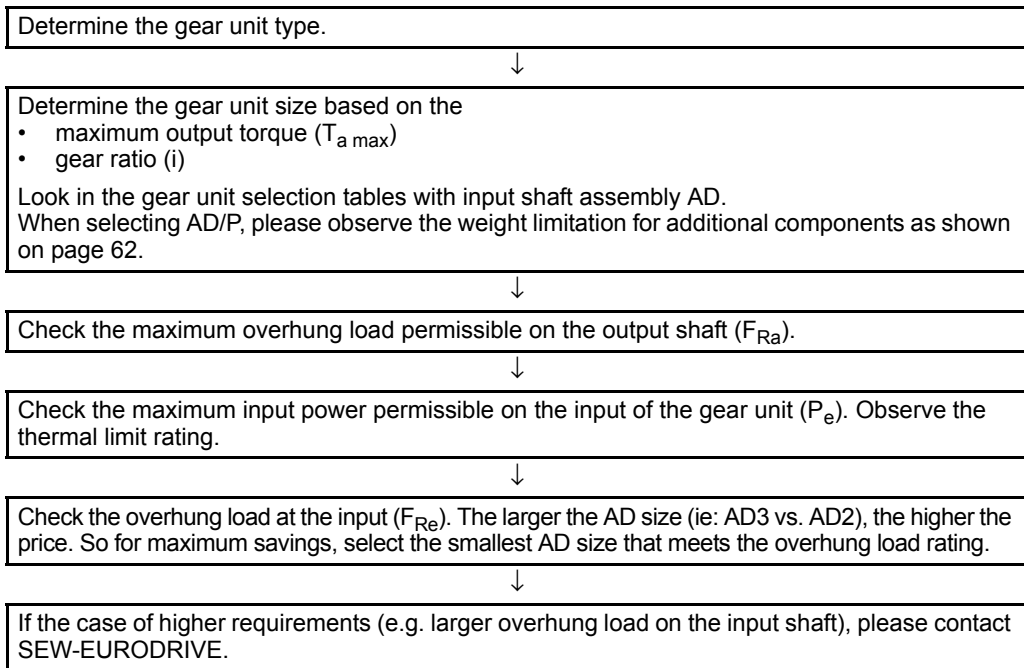 Determine the gear unit type.
↓
Determine the gear unit size based on the
• maximum output torque (Ta max)
• gear ratio (i)
Look in the gear unit selection tables with input shaft assembly AD.
When selecting AD/P, please observe the weight limitation for additional components as shown
on page 62.
↓
Check the maximum overhung load permissible on the output shaft (FRa).
↓
Check the maximum input power permissible on the input of the gear unit (Pe). Observe the
thermal limit rating.
↓
Check the overhung load at the input (FRe). The larger the AD size (ie: AD3 vs. AD2), the higher the
price. So for maximum savings, select the smallest AD size that meets the overhung load rating.
↓
If the case of higher requirements (e.g. larger overhung load on the input shaft), please contact
SEW-EURODRIVE.